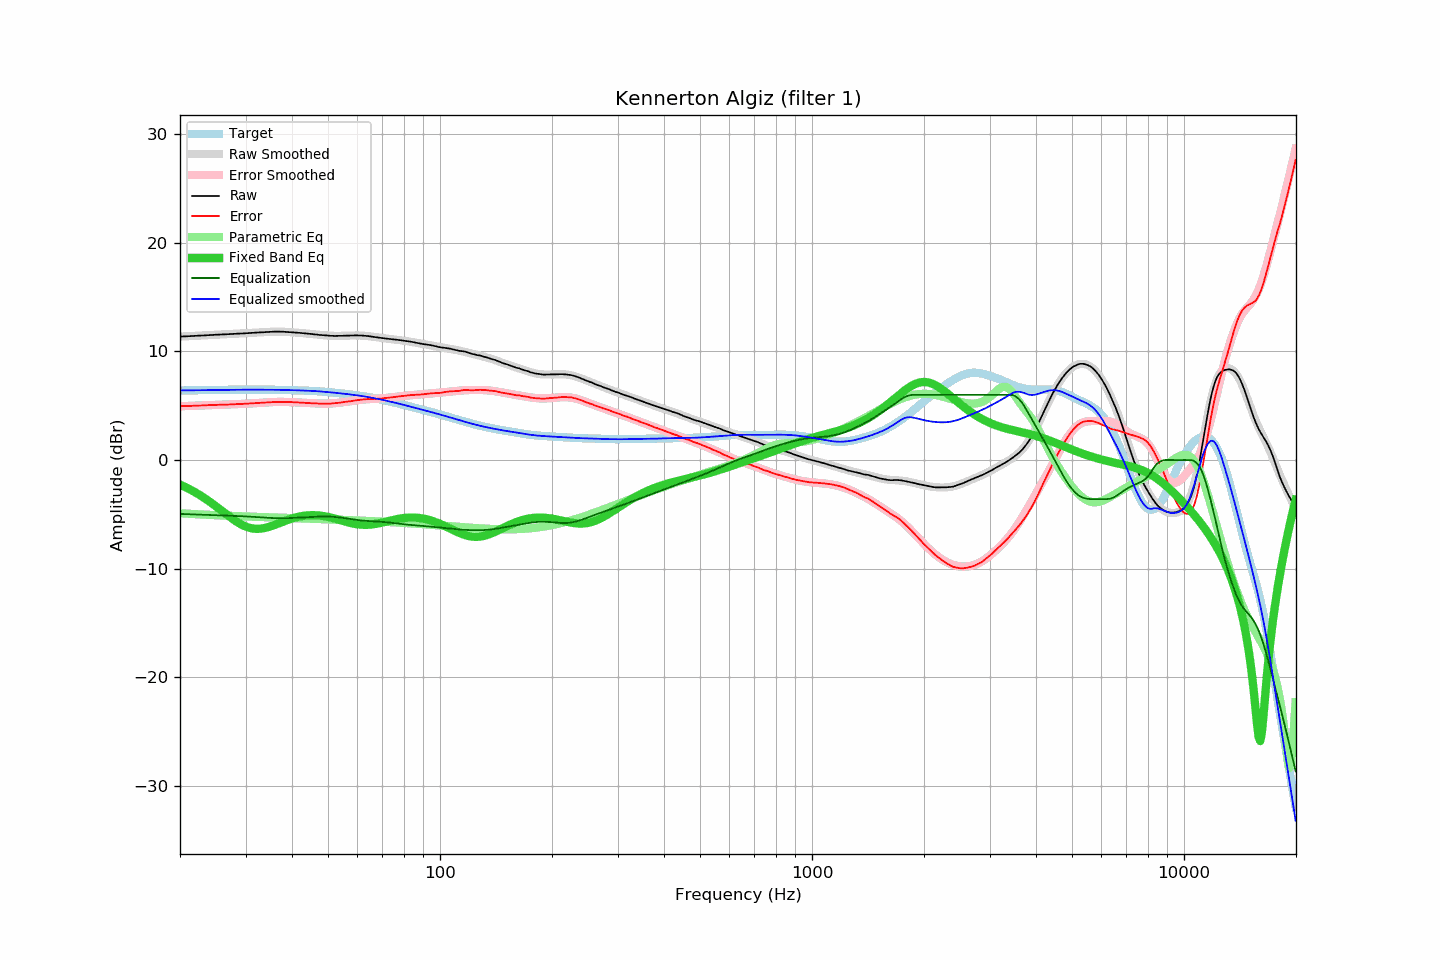 Kennerton Algiz (filter 1)
Target
Raw Smoothed
Error Smoothed
Raw
Error
Parametric Eq
Fixed Band Eq
Equalization
Equalized smoothed
30
20
10
0
−10
−20
−30
Amplitude (dBr)
100
1000
10000
Frequency (Hz)